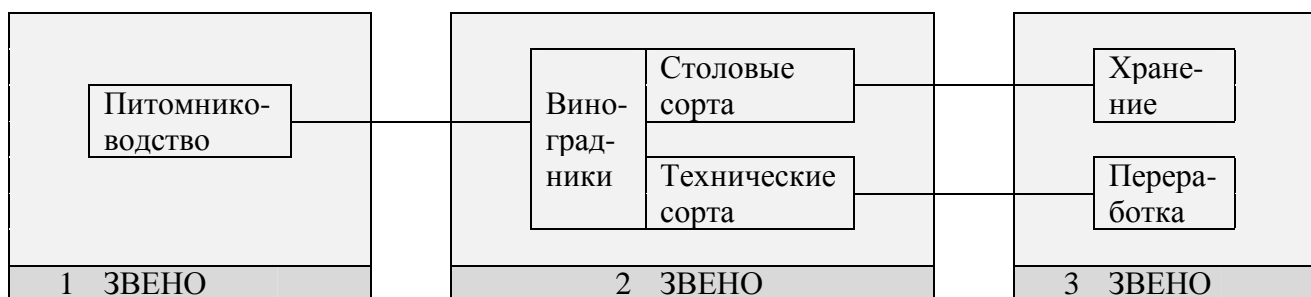 Питомнико-
водство
Вино-
град-
ники
Столовые
сорта
Технические
сорта
Хране-
ние
Перера-
ботка
1 ЗВЕНО
2 ЗВЕНО
3 ЗВЕНО